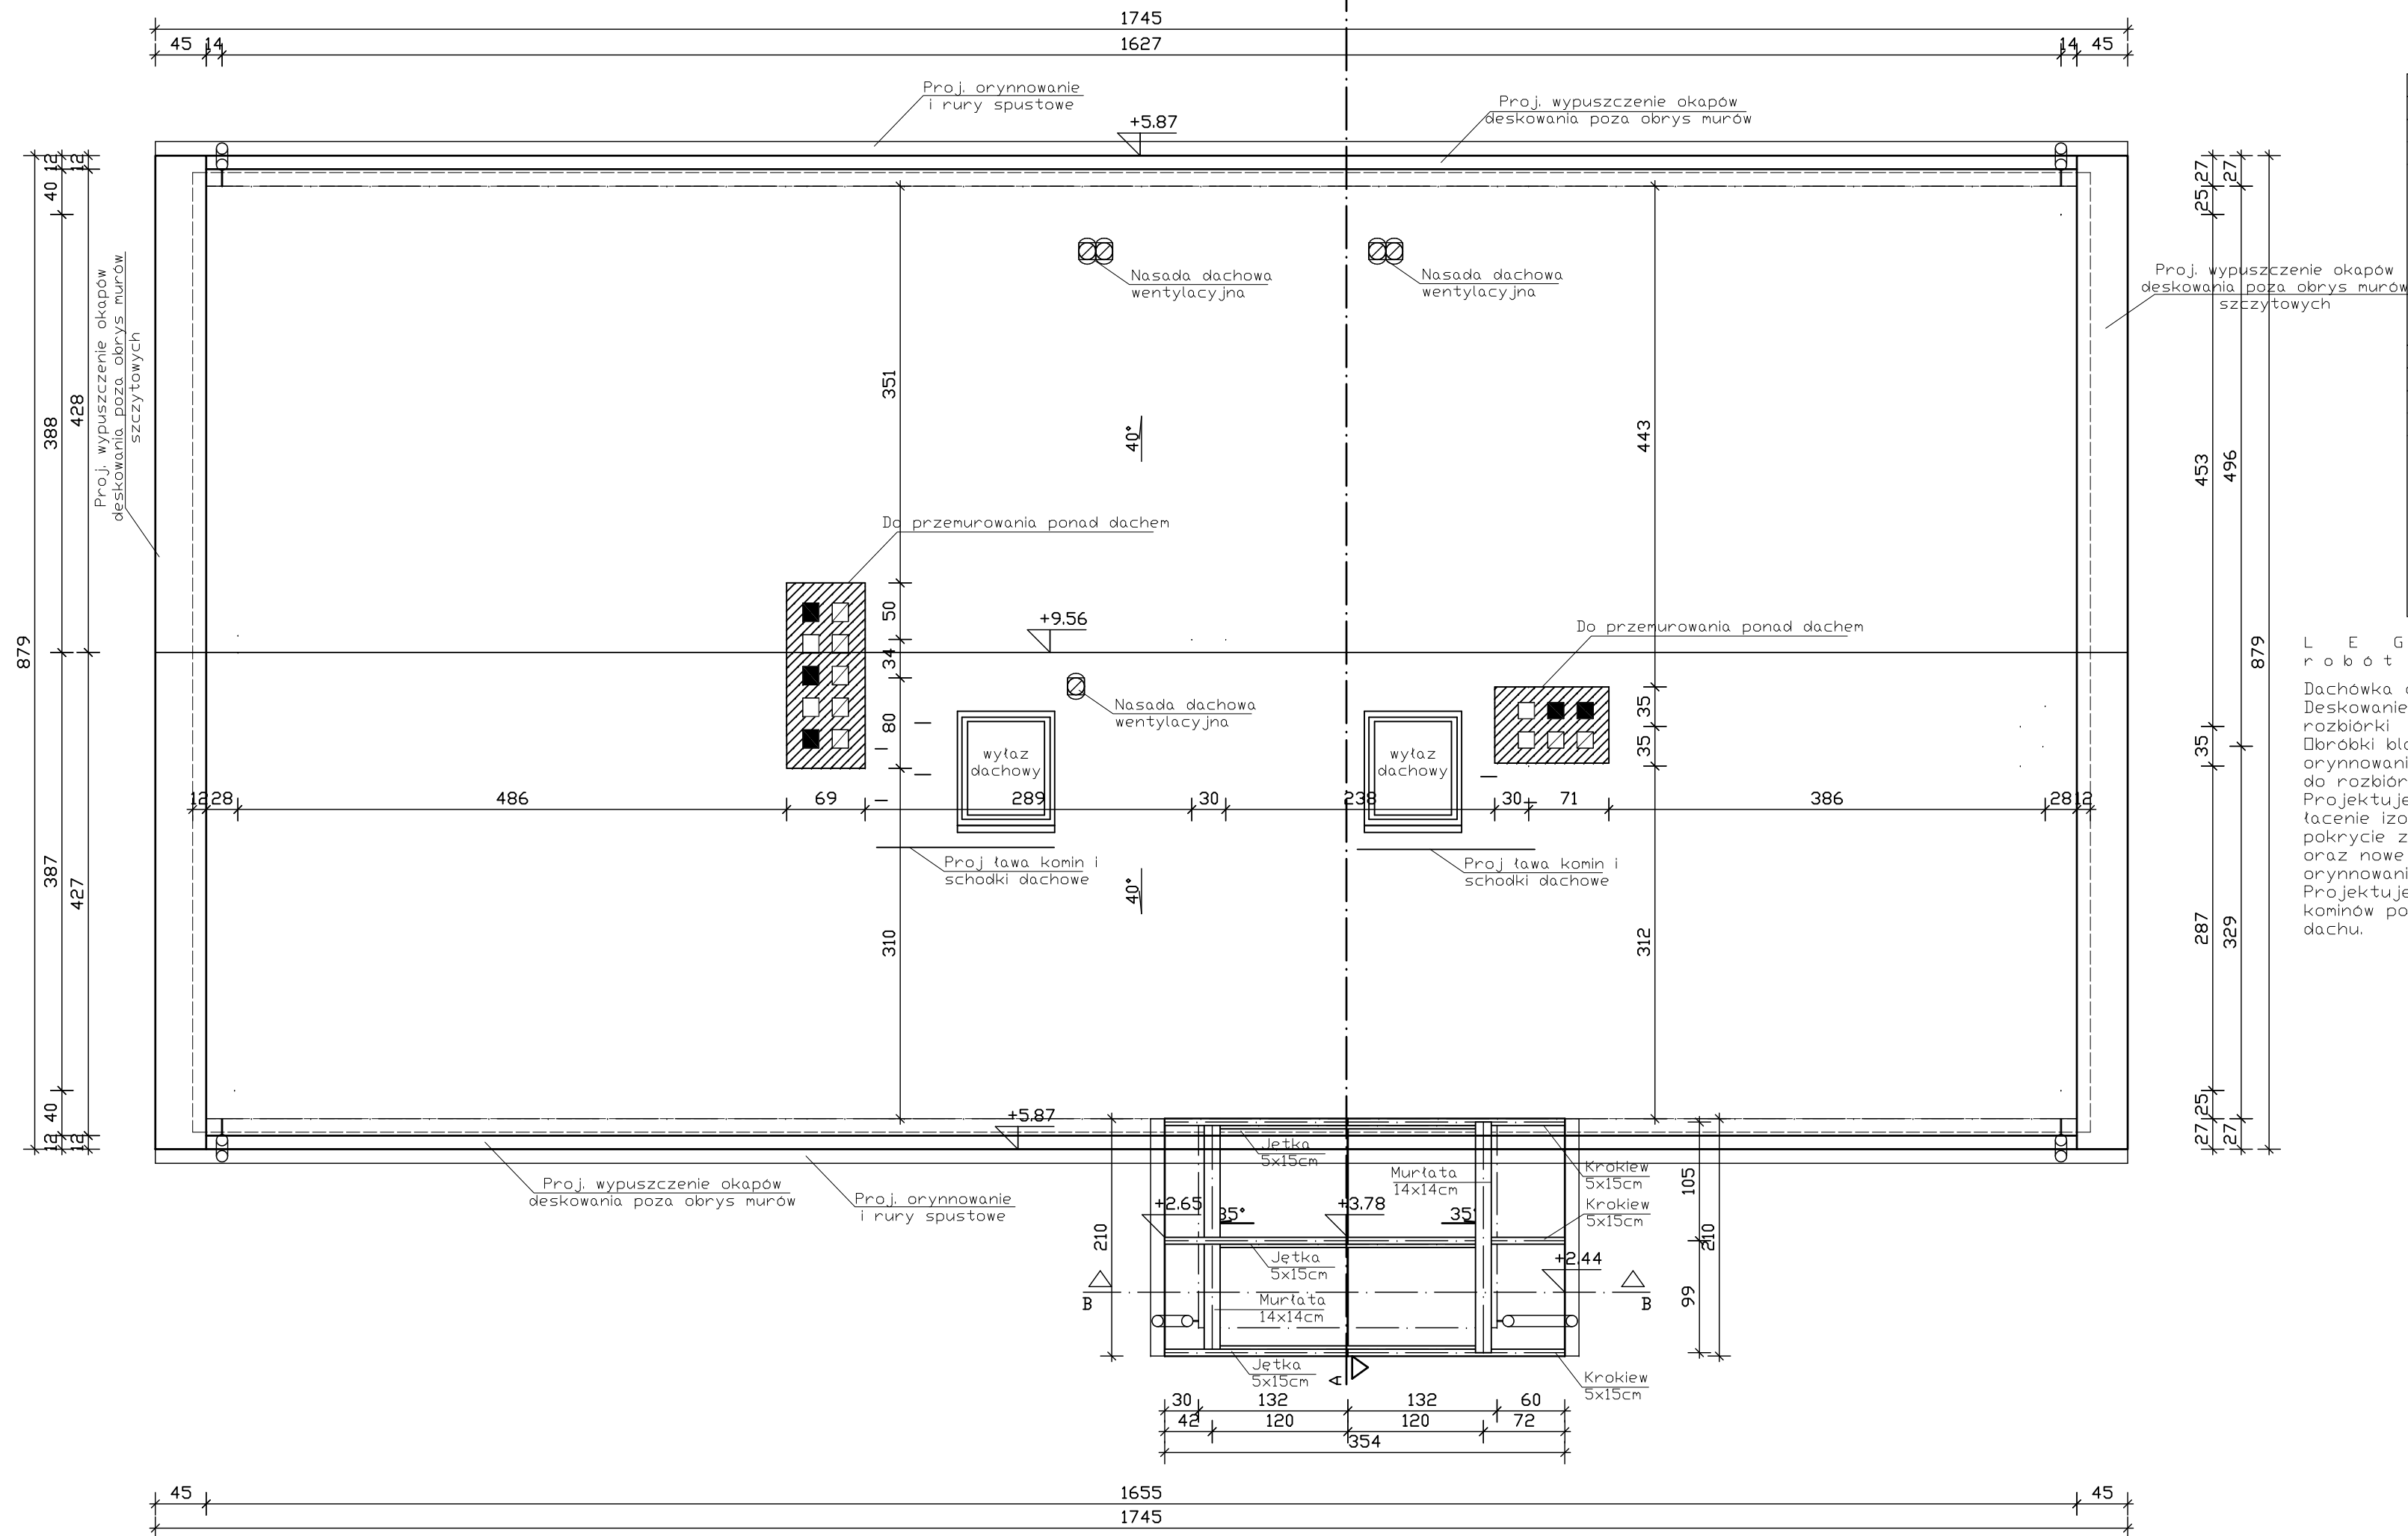 1745
45 14 1627 14 45
Proj. orynnowanie
i rury spustowe
+5.87
Proj. wypuszczenie okapów
deskowania poza obrys murów
12 12
40
388 428
387 427
40
12 12
879
Proj. wypuszczenie okapów
deskowania poza obrys murów
szczytowych
Nasada dachowa
wentylacyjna
Nasada dachowa
wentylacyjna
27 27
25
453 496
35
287 329
25
27 27
879
Proj. wypuszczenie okapów
deskowania poza obrys murów
szczytowych
351
50
34
80
310
40°
443
35
35
312
Do przemurowania ponad dachem
+9.56
Do przemurowania ponad dachem
Nasada dachowa
wentylacyjna
wyłaz
dachowy
wyłaz
dachowy
12 28 486 69 289 30 238 30 71 386 28 12
Proj ława komin i
schodki dachowe
Proj ława komin i
schodki dachowe
40°
L E G
robót
Dachówka
Deskowanie
rozbiórki
orynnowani
do rozbiór
Projektuje
łacenie izo
pokrycie z
oraz nowe
orynnowani
Projektuje
kominów po
dachu.
+5.87
Proj. wypuszczenie okapów
deskowania poza obrys murów
Proj. orynnowanie
i rury spustowe
Jętka
5x15cm
Murłata
14x14cm
Krokiew
5x15cm
Krokiew
5x15cm
+2.65 35° +3.78 35°
210
105
99
210
Jętka
5x15cm
+2.44
B B
Murłata
14x14cm
Jętka
5x15cm
A
Krokiew
5x15cm
30 132 132 60
42 120 120 72
354
45 1655 45
1745